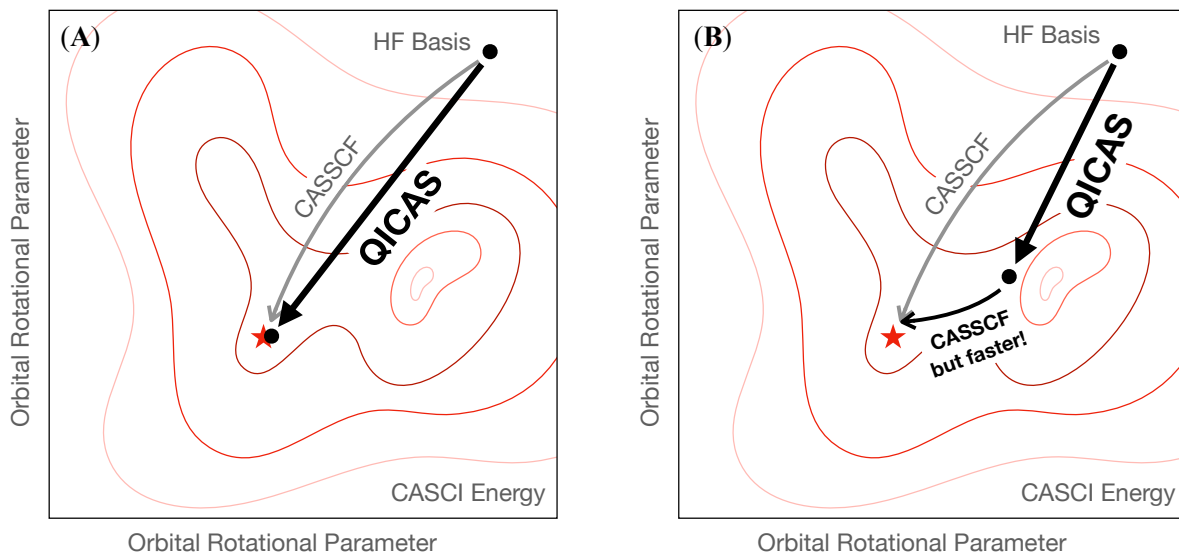 (A)
HF Basis
CASSCF
QICAS
CASCI Energy
Orbital Rotational Parameter
Orbital Rotational Parameter
(B)
HF Basis
CASSCF
QICAS
CASSCF
but faster!
CASCI Energy
Orbital Rotational Parameter
Orbital Rotational Parameter